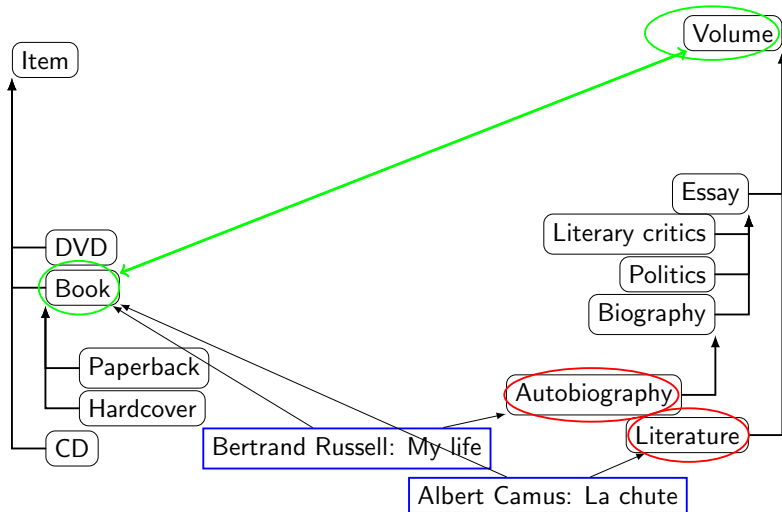 Volume
Item
Essay
Literary critics
DVD
Politics
Book
Biography
Paperback
Autobiography
Hardcover
Literature
Bertrand Russell: My life
CD
Albert Camus: La chute